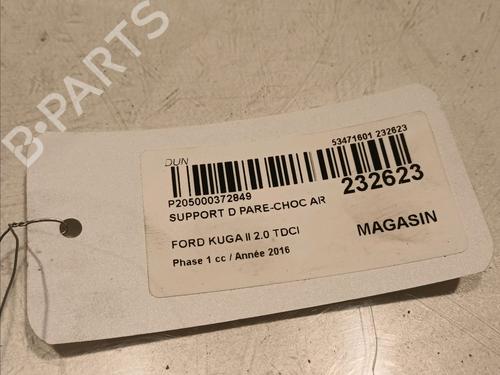 B-PARTS
DUN
53471601 232623
P205000372849
SUPPORT D PARE-CHOC AR
232623
FORD KUGA II 2.0 TDCI
MAGASIN
Phase 1 cc / Année 2016